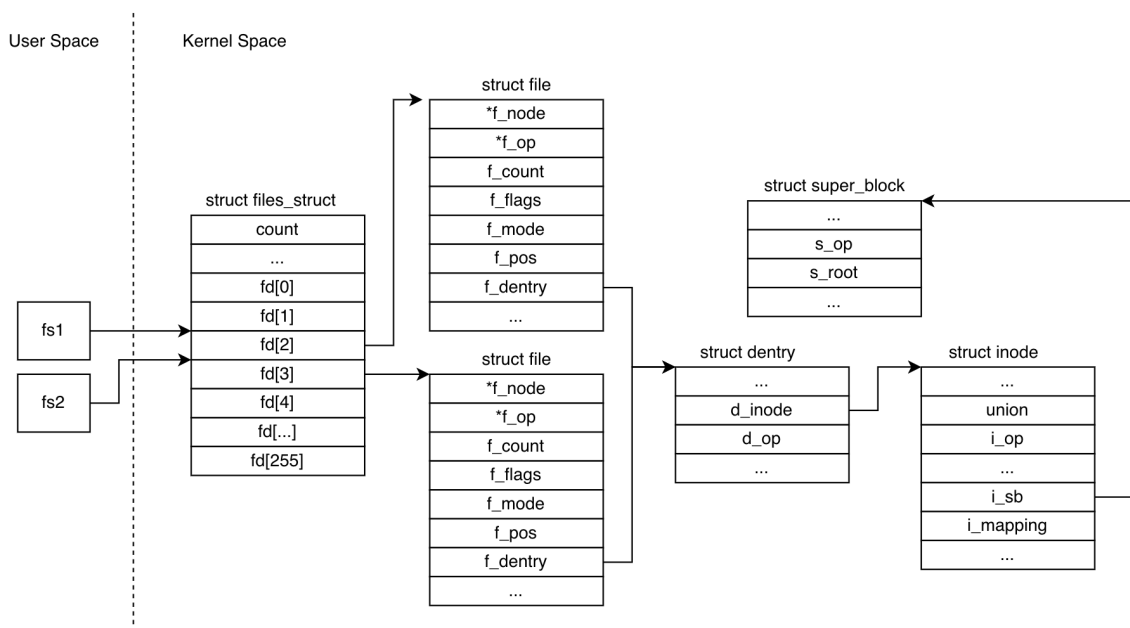 User Space
Kernel Space
struct file
*f_node
*f_op
f_count
f_flags
f_mode
f_pos
f_dentry
...
struct files_struct
count
...
fd[0]
fd[1]
fd[2]
fd[3]
fd[4]
fd[...]
fd[255]
fs1
fs2
struct file
*f_node
*f_op
f_count
f_flags
f_mode
f_pos
f_dentry
...
struct super_block
...
s_op
s_root
...
struct dentry
...
d_inode
d_op
...
struct inode
...
union
i_op
...
i_sb
i_mapping
...